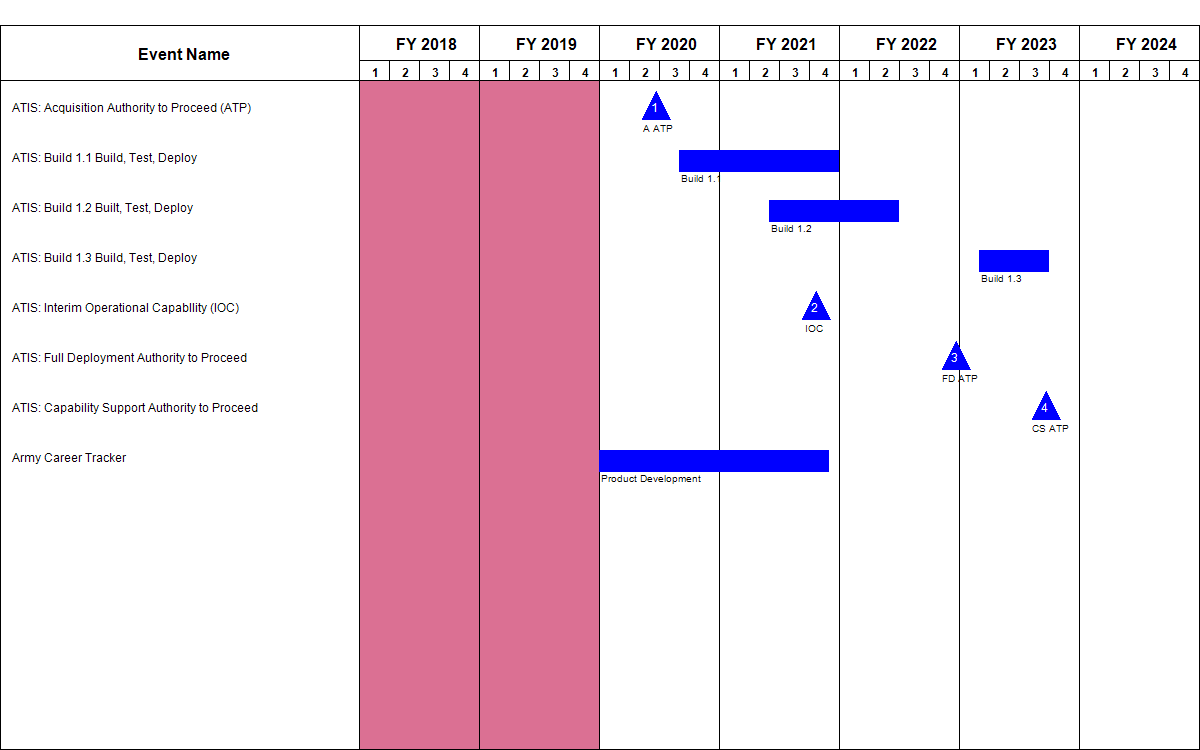 Event Name
FY 2018 FY 2019 FY 2020 FY 2021 FY 2022 FY 2023 FY 2024
1 2 3 4 1 2 3 4 1 2 3 4 1 2 3 4 1 2 3 4 1 2 3 4 1 2 3 4
ATIS: Acquisition Authority to Proceed (ATP)
1
A ATP
ATIS: Build 1.1 Build, Test, Deploy
Build 1.1
ATIS: Build 1.2 Built, Test, Deploy
Build 1.2
ATIS: Build 1.3 Build, Test, Deploy
Build 1.3
ATIS: Interim Operational Capabllity (IOC)
2
IOC
ATIS: Full Deployment Authority to Proceed
3
FD ATP
ATIS: Capability Support Authority to Proceed
4
CS ATP
Army Career Tracker
Product Development